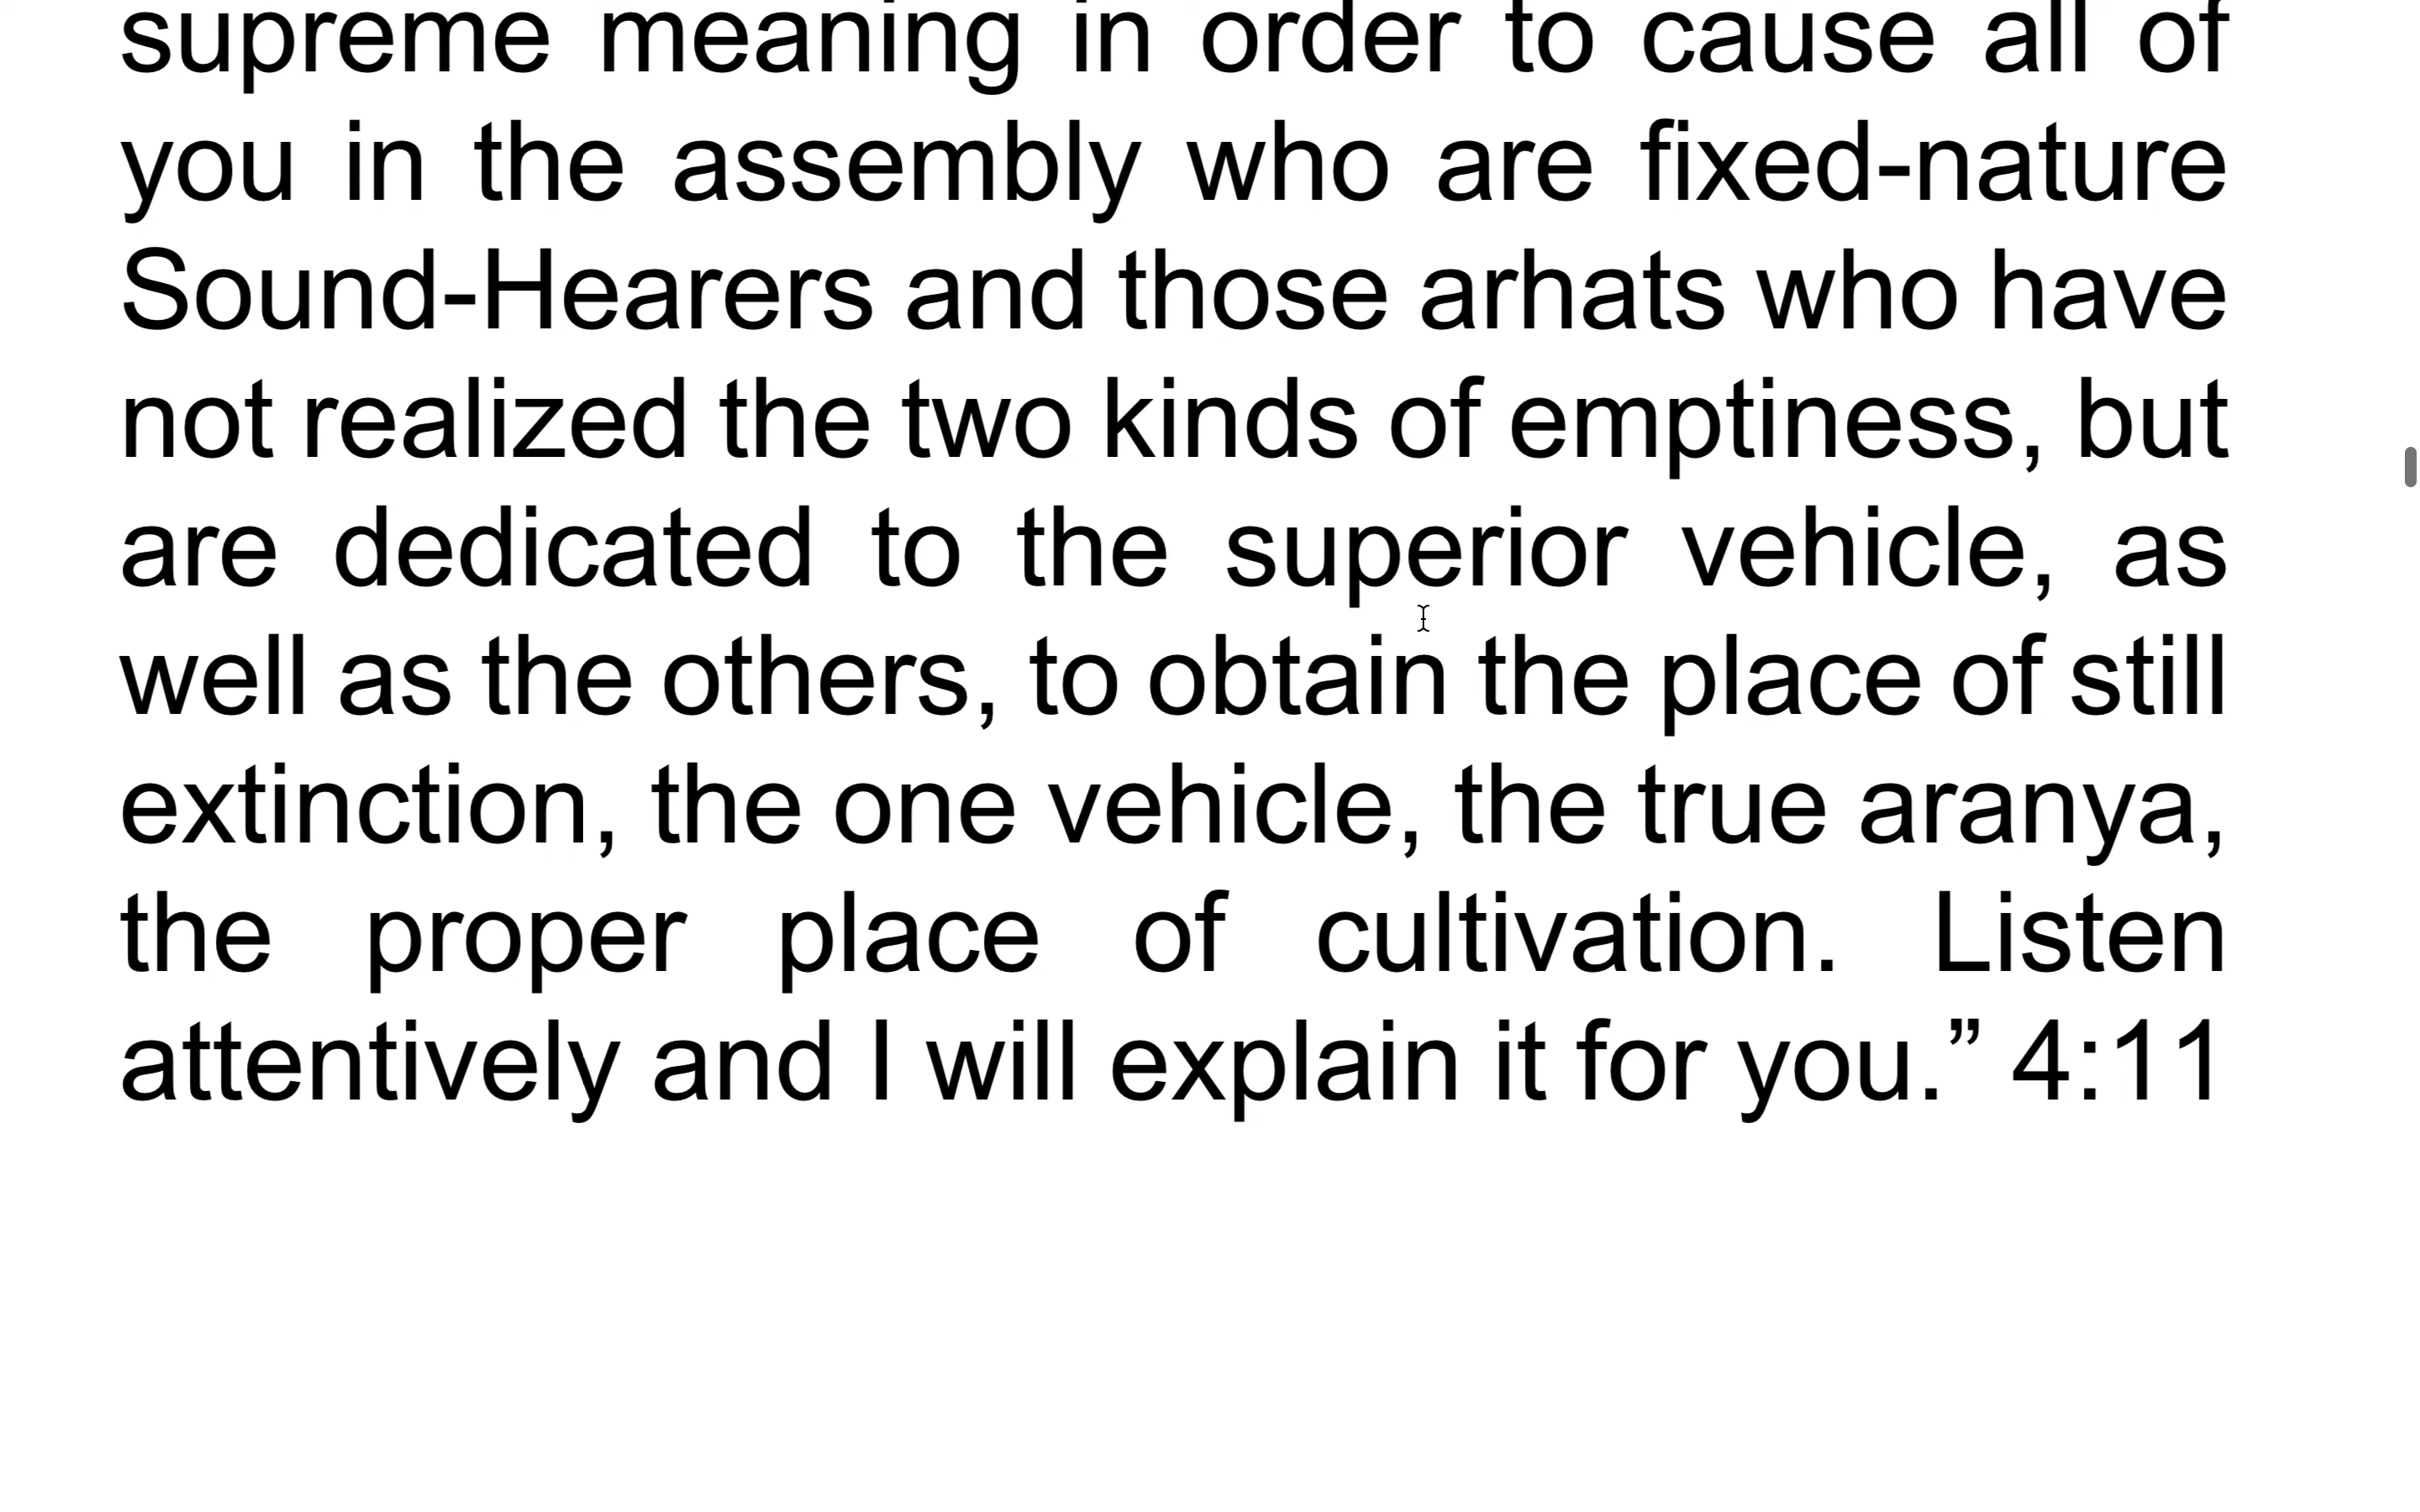 supreme meaning in order to cause all of
you in the assembly who are fixed-nature
Sound-Hearers and those arhats who have
not realized the two kinds of emptiness, but
are dedicated to the superior vehicle, as
well as the others, to obtain the place of still
extinction, the one vehicle, the true aranya,
the proper place of cultivation. Listen
attentively and I will explain it for you.” 4:11